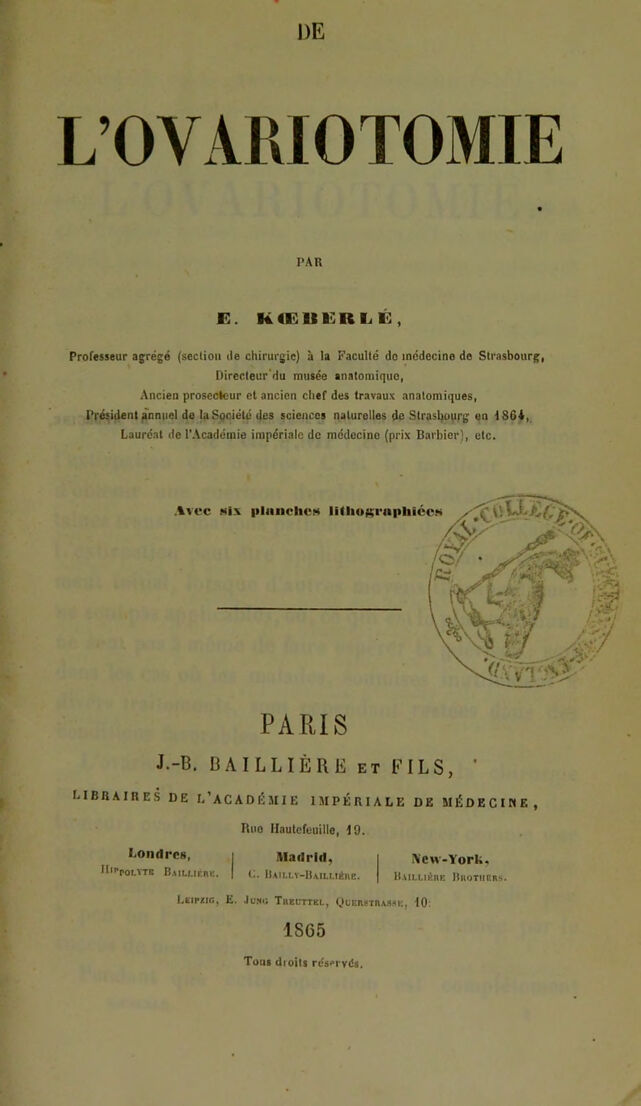 DE
L'OVARIOTOMIE
PAR
E. KŒBERLÉ,
Professeur agrégé (section de chirurgie) à la Faculté de médecine de Strasbourg,
Directeur du musée anatomique,
Ancien prosecteur et ancien chef des travaux anatomiques,
Président annuel de la Société des sciences naturelles de Strasbourg en 1864,
Lauréat de l'Académie impériale de médecine (prix Barbier), etc.
Avec six planches lithographiées
ROYAL COLLEGE OF
PARIS
J.-B. BAILLIÈRE ET FILS,
LIBRAIRES DE L'ACADÉMIE IMPÉRIALE DE MÉDECINE,
Rue Hautefeuille, 19.
Londres, | Madrid, | New-York,
HIPPOLYTE BAILLIÈRE. | C. BAILLY-BAILLIÈRE. | BAILLIÈRE BROTHERS.
LEIPZIG, E. JUNG TREUTTEL, QUERSTRASSE, 10.
1865
Tous droits réservés.